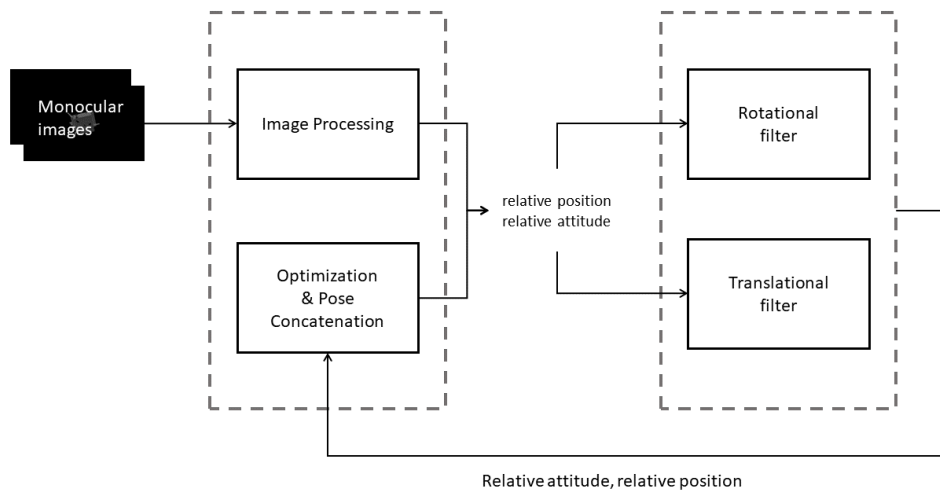 Monocular
images
Image Processing
Optimization
& Pose
Concatenation
relative position
relative attitude
Rotational
filter
Translational
filter
Relative attitude, relative position